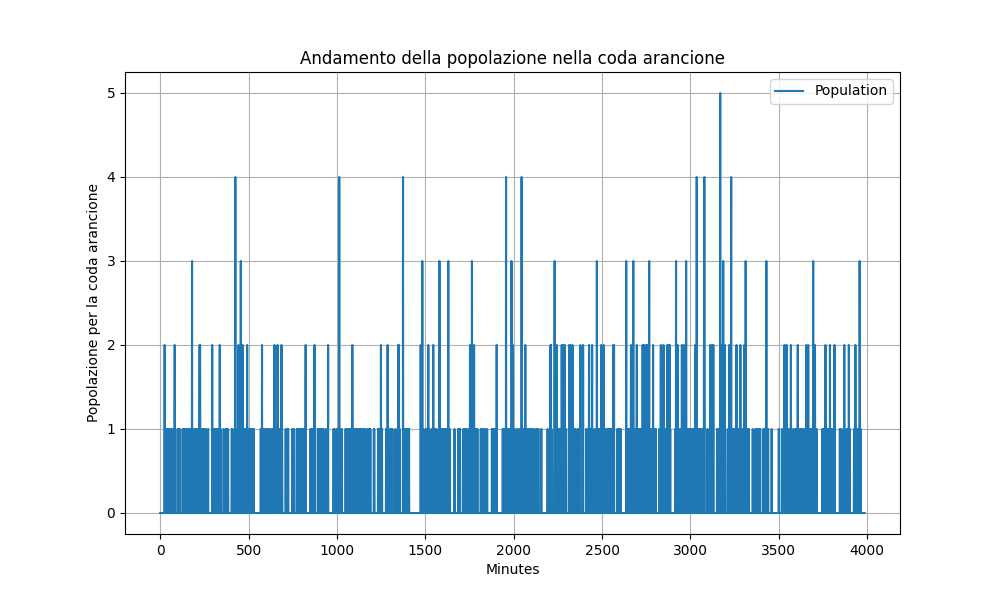 Andamento della popolazione nella coda arancione
Population
Popolazione per la coda arancione
5
4
3
2
1
0
0 500 1000 1500 2000 2500 3000 3500 4000
Minutes